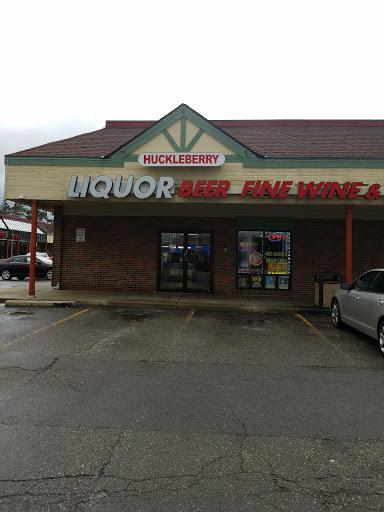 HUCKLEBERRY
LIQUOR BEER FINE WINE &
OPEN